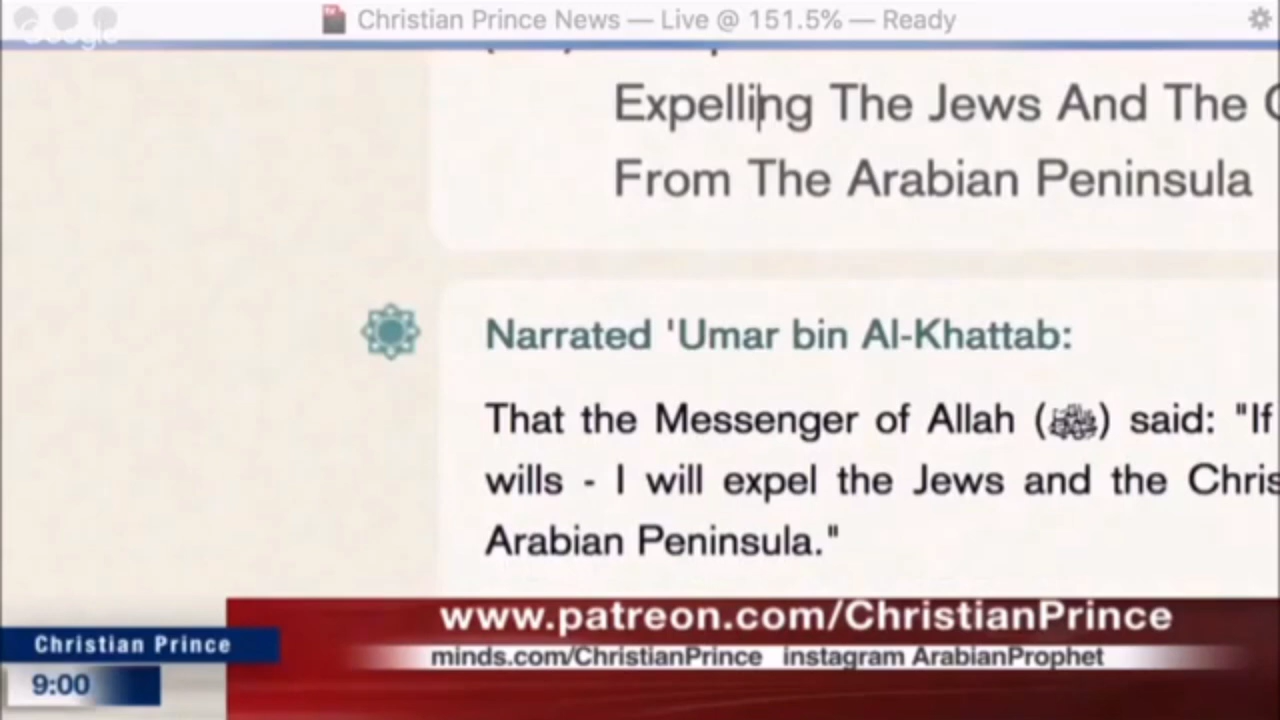 Christian Prince News — Live @ 151.5% — Ready
Google
Expelling The Jews And The
From The Arabian Peninsula
Narrated 'Umar bin Al-Khattab:
That the Messenger of Allah (ﷺ) said: "If
wills - I will expel the Jews and the Chris
Arabian Peninsula."
www.patreon.com/ChristianPrince
Christian Prince
minds.com/ChristianPrince instagram ArabianProphet
9:00